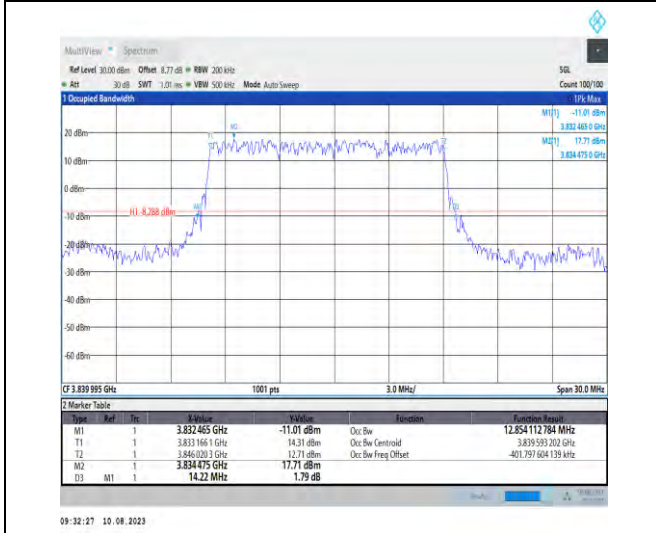 MultiView Spectrum
Ref Level 30.00 dBm Offset 8.77 dB RBW 200 kHz SGL
Att 30 dB SWT 1.01 ms VBW 500 kHz Mode Auto Sweep Count 100/100
1 Occupied Bandwidth 1Pk Max
M1[1] -11.01 dBm
3.832 465 0 GHz
M2[1] 17.71 dBm
3.834 475 0 GHz
M2
20 dBm
10 dBm
0 dBm
H1 -8.288 dBm
-10 dBm
-20 dBm
-30 dBm
-40 dBm
-50 dBm
-60 dBm
CF 3.839 995 GHz 1001 pts 3.0 MHz/ Span 30.0 MHz
2 Marker Table
Type Ref Trc X-Value Y-Value Function Function Result
M1 1 3.832 465 GHz -11.01 dBm Occ Bw 12.854 112 784 MHz
T1 1 3.833 166 1 GHz 14.31 dBm Occ Bw Centroid 3.839 593 202 GHz
T2 1 3.846 020 3 GHz 12.71 dBm Occ Bw Freq Offset -401.797 604 139 kHz
M2 1 3.834 475 GHz 17.71 dBm
D3 M1 1 14.22 MHz 1.79 dB
09:32:27 10.08.2023